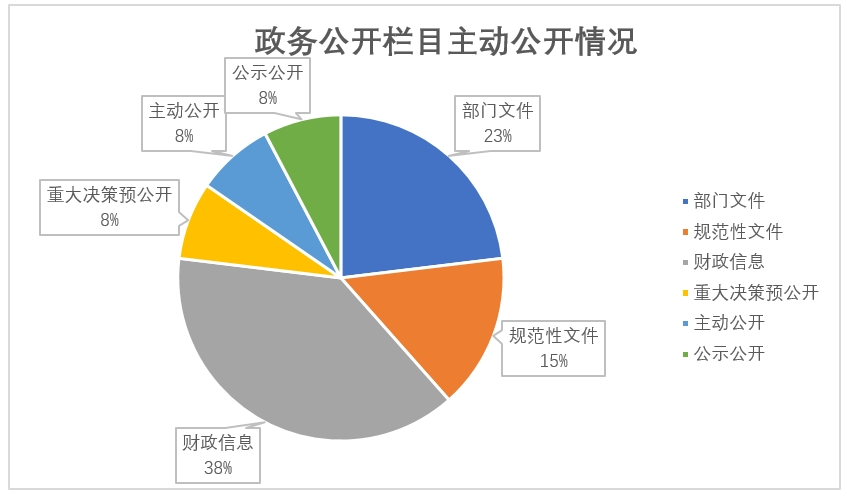 政务公开栏目主动公开情况
公示公开
8%
主动公开
8%
部门文件
23%
重大决策预公开
8%
规范性文件
15%
财政信息
38%
部门文件
规范性文件
财政信息
重大决策预公开
主动公开
公示公开